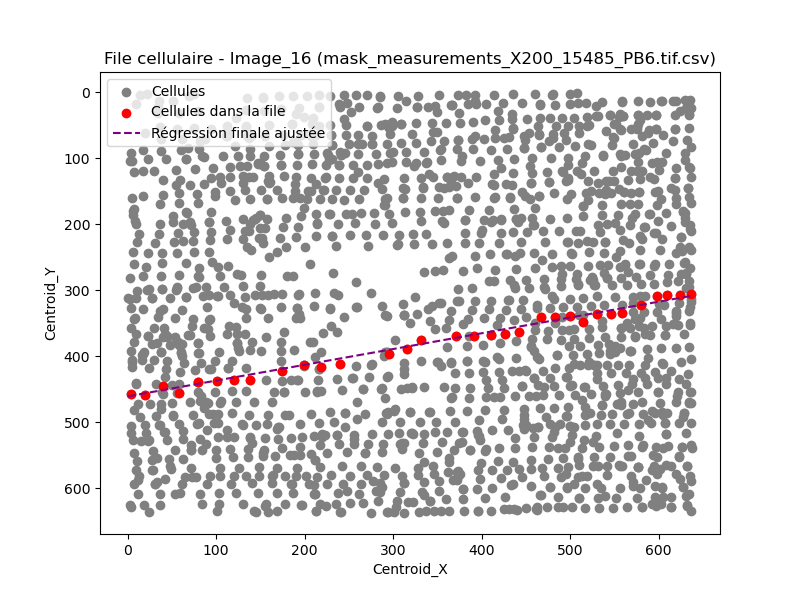 File cellulaire - Image_16 (mask_measurements_X200_15485_PB6.tif.csv)
Cellules
Cellules dans la file
Régression finale ajustée
0
100
200
300
400
500
600
Centroid_Y
0 100 200 300 400 500 600
Centroid_X